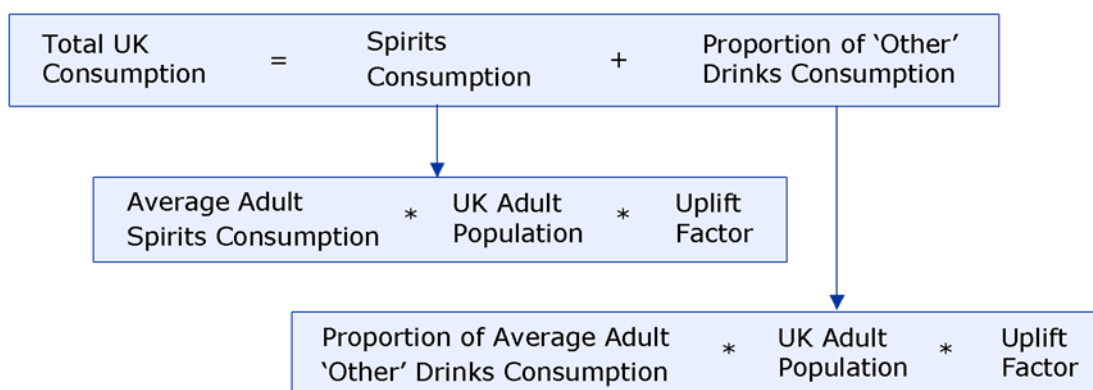 Total UK Consumption = Spirits Consumption + Proportion of ‘Other’ Drinks Consumption
Average Adult Spirits Consumption * UK Adult Population * Uplift Factor
Proportion of Average Adult ‘Other’ Drinks Consumption * UK Adult Population * Uplift Factor